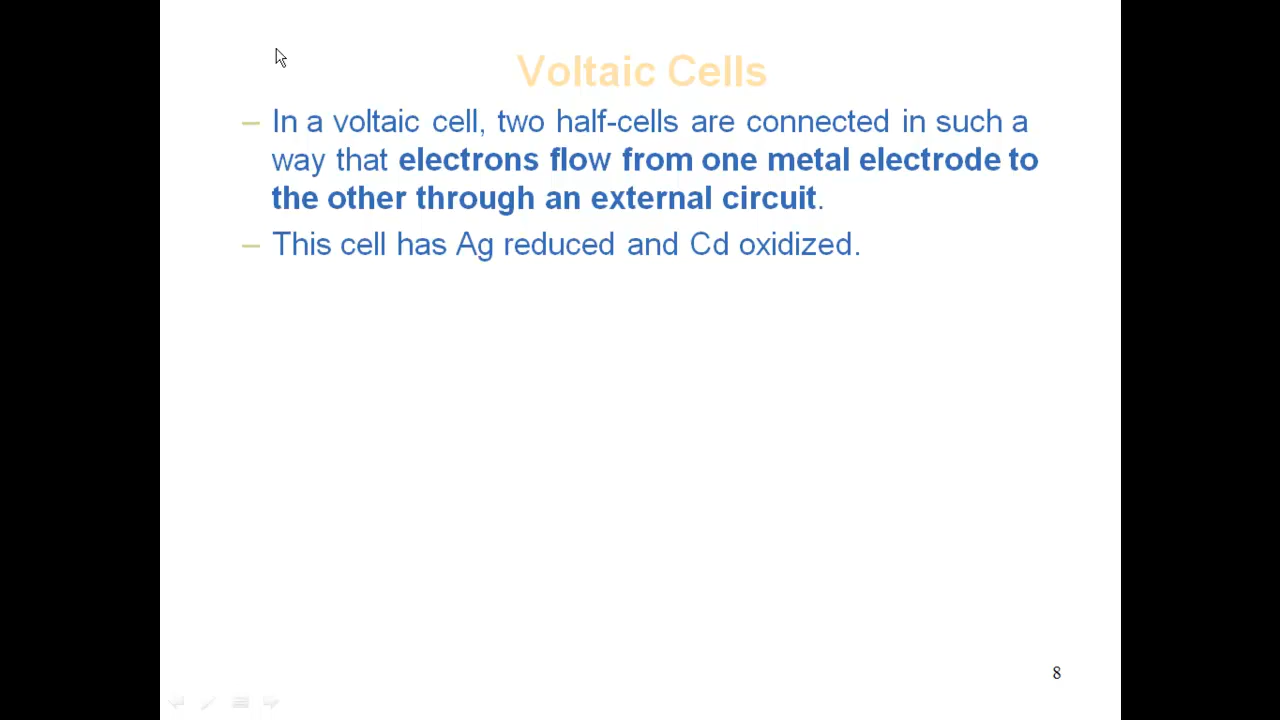 Voltaic Cells
– In a voltaic cell, two half-cells are connected in such a
way that electrons flow from one metal electrode to
the other through an external circuit.
– This cell has Ag reduced and Cd oxidized.
8